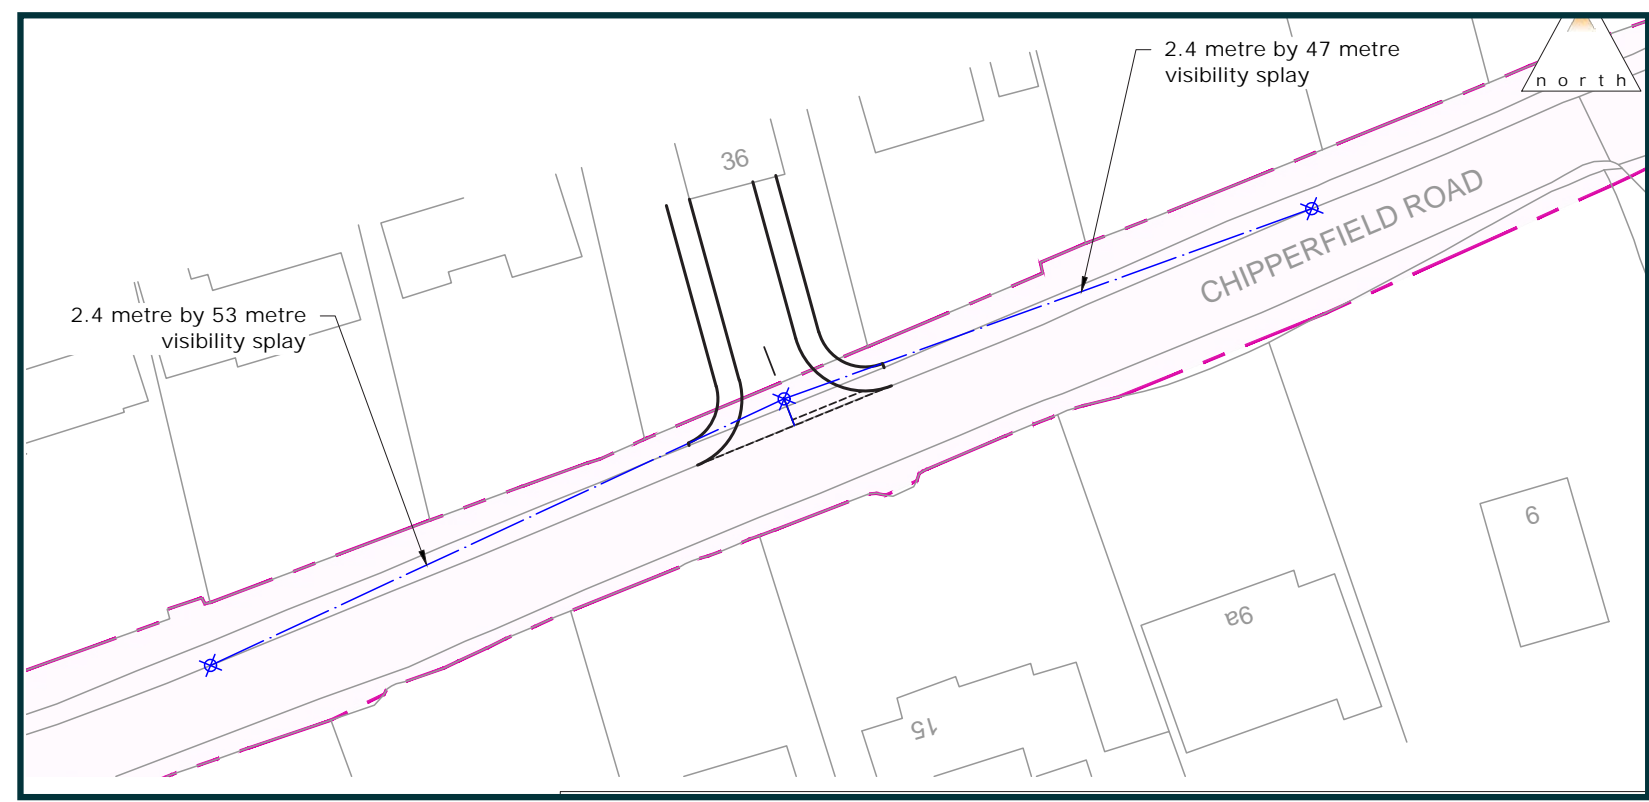 2.4 metre by 47 metre
visibility splay
north
36
CHIPPERFIELD ROAD
2.4 metre by 53 metre
visibility splay
9
9a
15